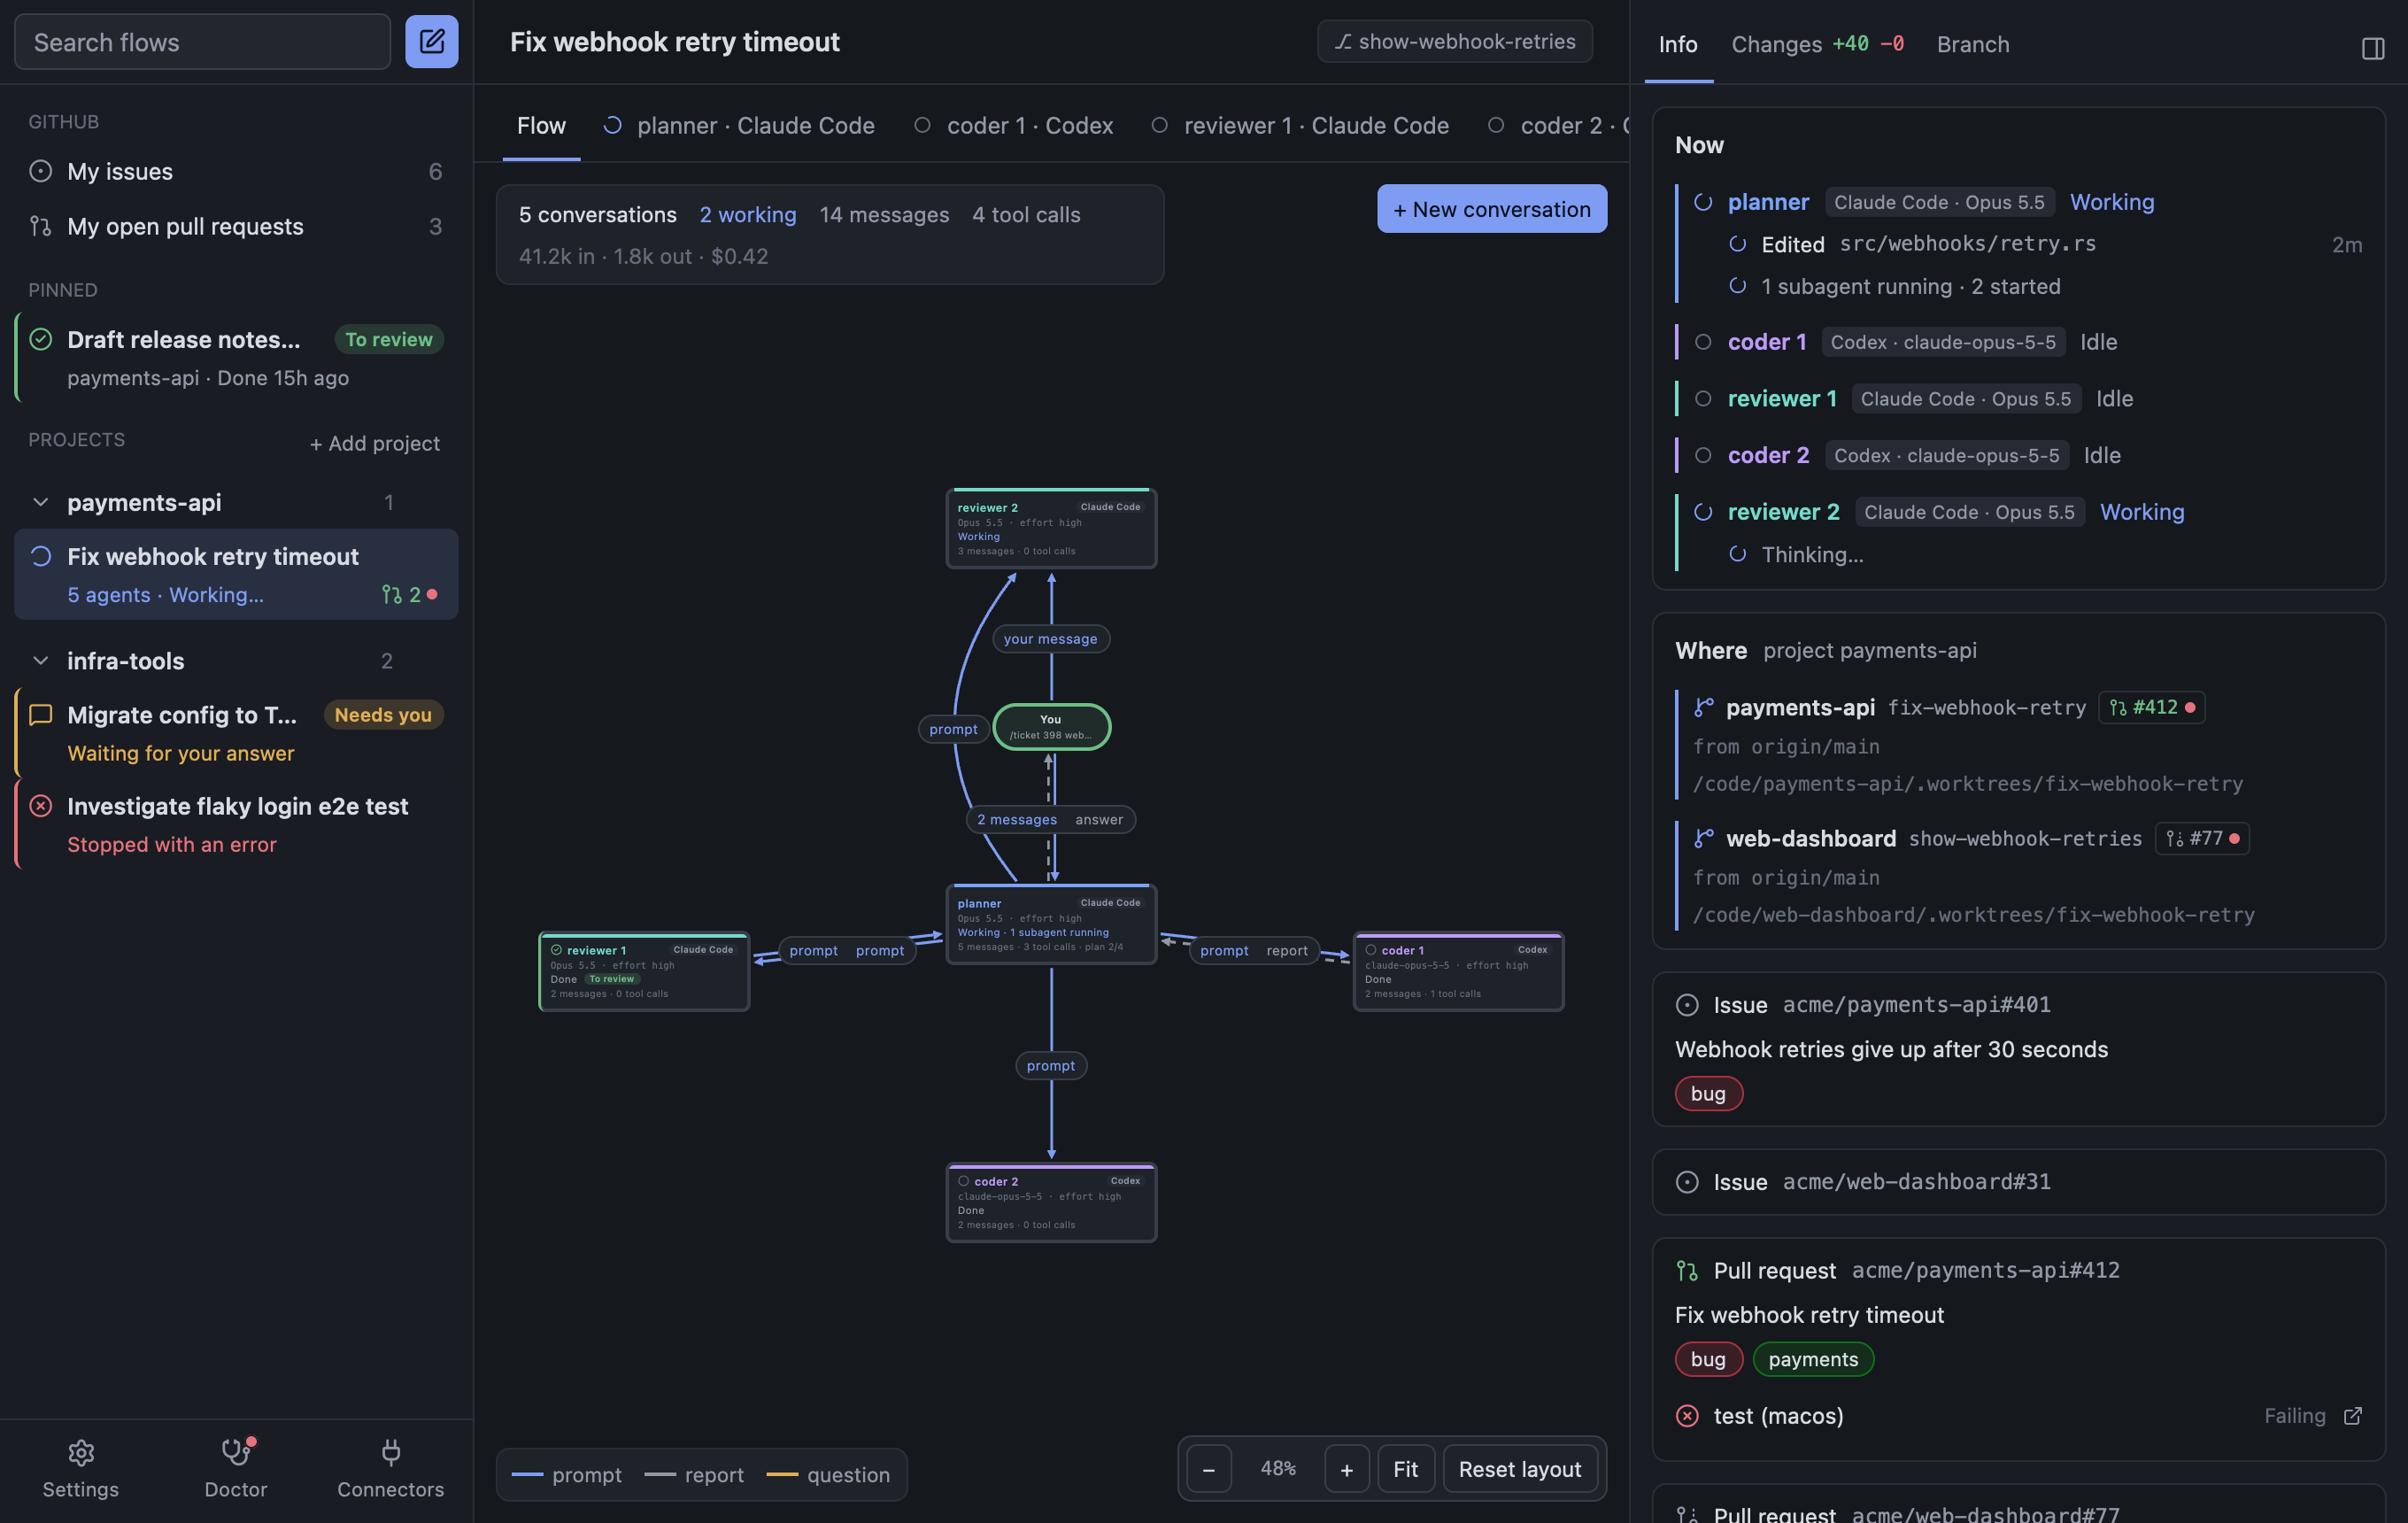 Search flows
GITHUB
My issues 6
My open pull requests 3
PINNED
Draft release notes... To review
payments-api · Done 15h ago
PROJECTS + Add project
payments-api 1
Fix webhook retry timeout
5 agents · Working... 2
infra-tools 2
Migrate config to T... Needs you
Waiting for your answer
Investigate flaky login e2e test
Stopped with an error
Settings Doctor Connectors
Fix webhook retry timeout show-webhook-retries
Flow planner · Claude Code coder 1 · Codex reviewer 1 · Claude Code coder 2 ·
5 conversations 2 working 14 messages 4 tool calls
41.2k in · 1.8k out · $0.42
+ New conversation
reviewer 2 Claude Code
Opus 5.5 · effort high
Working
3 messages · 0 tool calls
your message
prompt
You
/ticket 398 web...
2 messages answer
planner Claude Code
Opus 5.5 · effort high
Working · 1 subagent running
5 messages · 3 tool calls · plan 2/4
reviewer 1 Claude Code
Opus 5.5 · effort high
Done To review
2 messages · 0 tool calls
prompt prompt
prompt report
coder 1 Codex
claude-opus-5-5 · effort high
Done
2 messages · 1 tool calls
prompt
coder 2 Codex
claude-opus-5-5 · effort high
Done
2 messages · 0 tool calls
prompt report question
− 48% + Fit Reset layout
Info Changes +40 −0 Branch
Now
planner Claude Code · Opus 5.5 Working
Edited src/webhooks/retry.rs 2m
1 subagent running · 2 started
coder 1 Codex · claude-opus-5-5 Idle
reviewer 1 Claude Code · Opus 5.5 Idle
coder 2 Codex · claude-opus-5-5 Idle
reviewer 2 Claude Code · Opus 5.5 Working
Thinking...
Where project payments-api
payments-api fix-webhook-retry #412
from origin/main
/code/payments-api/.worktrees/fix-webhook-retry
web-dashboard show-webhook-retries #77
from origin/main
/code/web-dashboard/.worktrees/fix-webhook-retry
Issue acme/payments-api#401
Webhook retries give up after 30 seconds
bug
Issue acme/web-dashboard#31
Pull request acme/payments-api#412
Fix webhook retry timeout
bug payments
test (macos) Failing
Pull request acme/web-dashboard#77